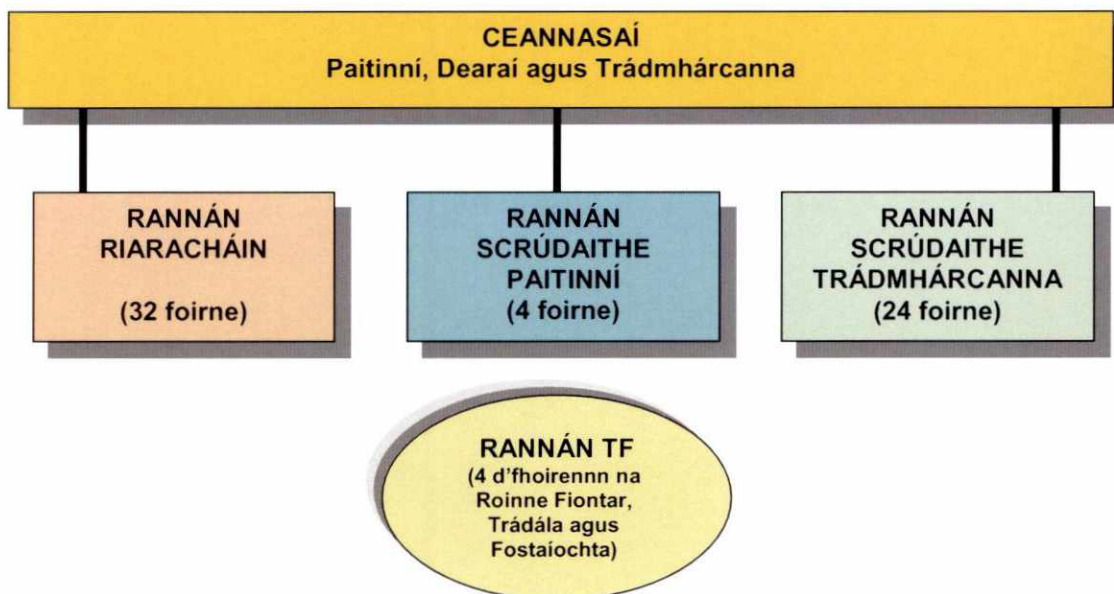 CEANNASAÍ
Paitinní, Dearaí agus Trádmhárcanna
RANNÁN
RIARACHÁIN
(32 foirne)
RANNÁN
SCRÚDAITHE
PAITINNÍ
(4 foirne)
RANNÁN
SCRÚDAITHE
TRÁDMHÁRCANNA
(24 foirne)
RANNÁN TF
(4 d'fhoirennn na
Roinne Fiontar,
Trádála agus
Fostaíochta)